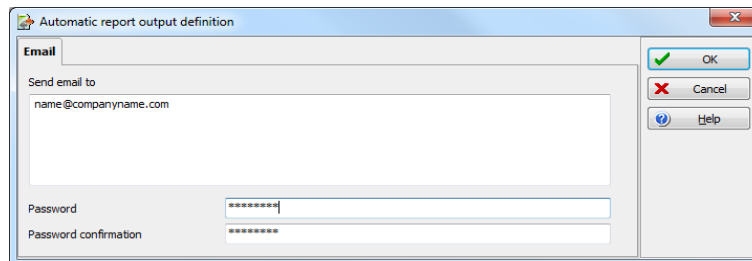 Automatic report output definition
Email
Send email to
name@companyname.com
Password
********
Password confirmation
********
OK
Cancel
Help